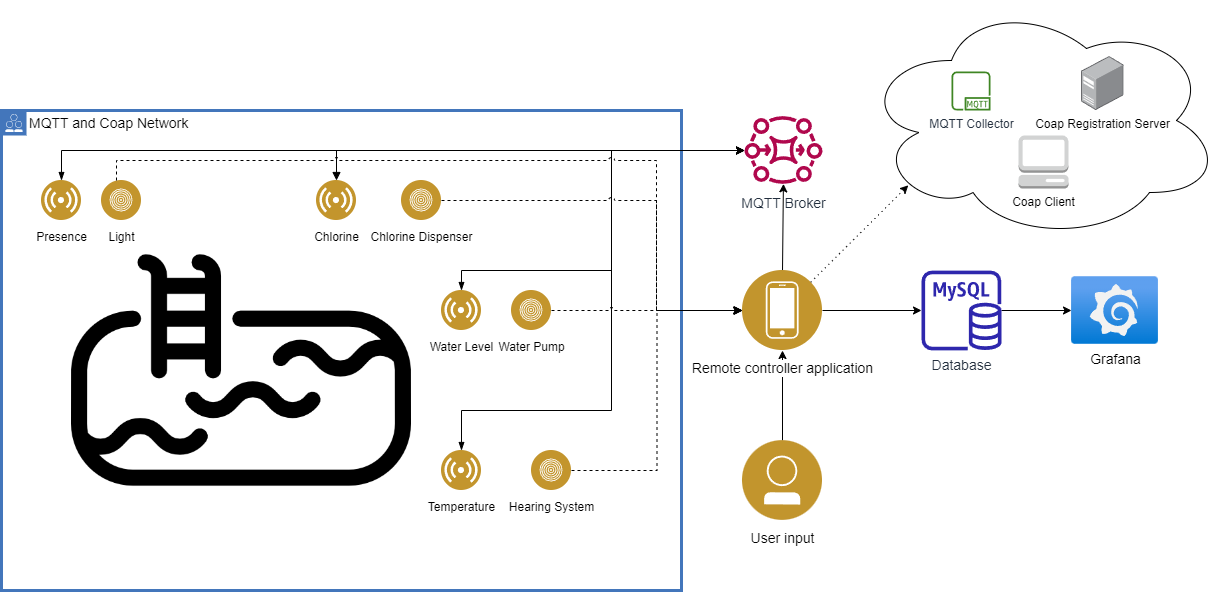 MQTT and Coap Network
Presence
Light
Chlorine
Chlorine Dispenser
Water Level
Water Pump
Temperature
Hearing System
MQTT Broker
MQTT
MQTT Collector
Coap Registration Server
Coap Client
Remote controller application
MySQL
Database
Grafana
User input